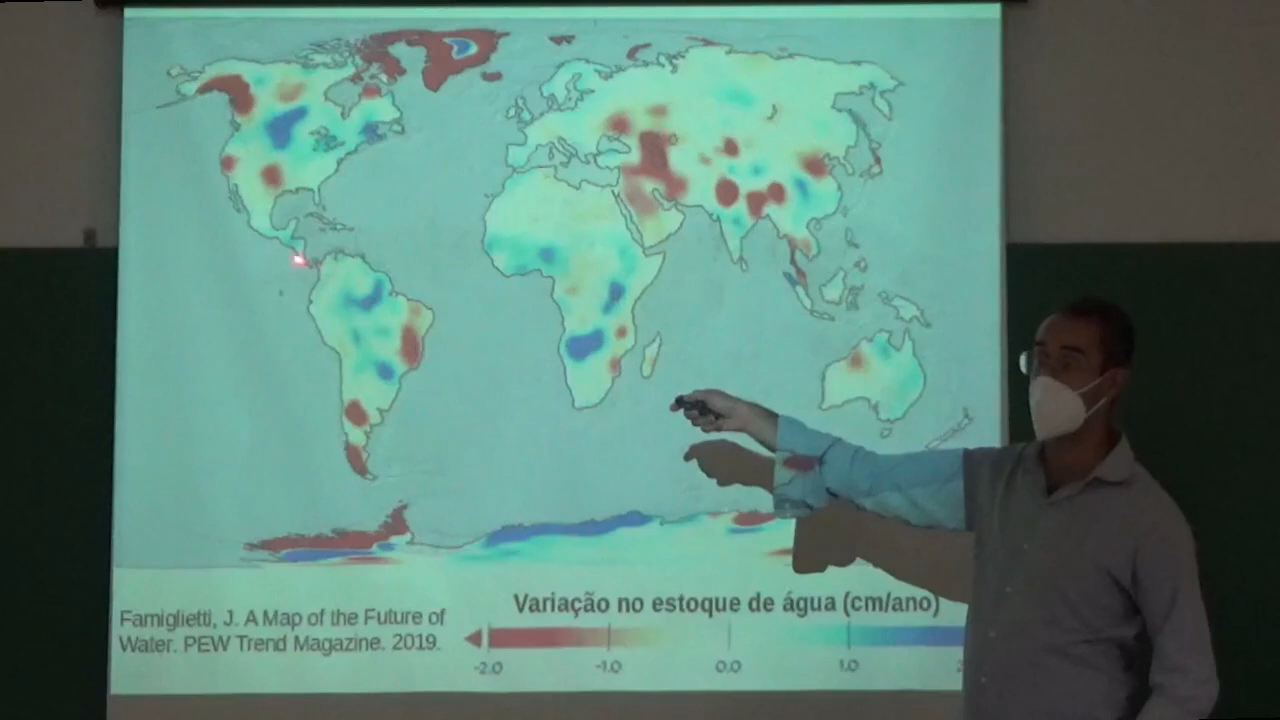 Famiglietti, J. A Map of the Future of
Water. PEW Trend Magazine. 2019.
Variação no estoque de água (cm/ano)
-2.0 -1.0 0.0 1.0